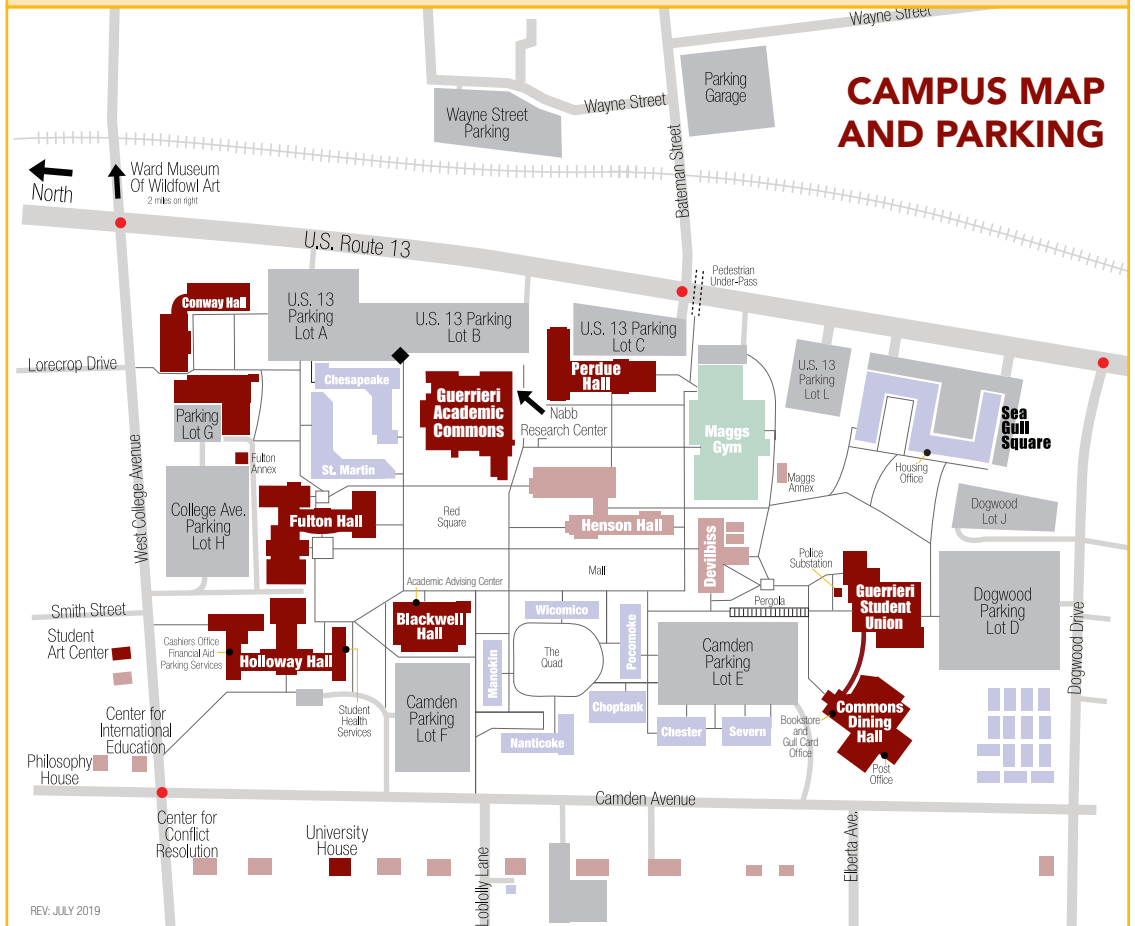 Wayne Street
CAMPUS MAP
AND PARKING
Parking
Garage
Wayne Street
Wayne Street
Parking
Bateman Street
North
Ward Museum
Of Wildfowl Art
2 miles on right
U.S. Route 13
Pedestrian
Under-Pass
Conway Hall
U.S. 13
Parking
Lot A
U.S. 13 Parking
Lot B
U.S. 13 Parking
Lot C
Lorecrop Drive
Chesapeake
Perdue
Hall
U.S. 13
Parking
Lot L
Guerrieri
Academic
Commons
Nabb
Research Center
Parking
Lot G
Maggs
Gym
Sea
Gull
Square
West College Avenue
Fulton
Annex
St. Martin
Housing
Office
Maggs
Annex
College Ave.
Parking
Lot H
Fulton Hall
Red
Square
Henson Hall
Dogwood
Lot J
Devilbiss
Mall
Police
Substation
Academic Advising Center
Guerrieri
Student
Union
Dogwood
Parking
Lot D
Smith Street
Student
Art Center
Blackwell
Hall
Wicomico
Pergola
Pocomoke
Cashiers Office
Financial Aid
Parking Services
Holloway Hall
Manokin
The
Quad
Camden
Parking
Lot E
Dogwood Drive
Camden
Parking
Lot F
Choptank
Commons
Dining
Hall
Student
Health
Services
Center for
International
Education
Nanticoke
Chester
Severn
Bookstore
and
Gull Card
Office
Philosophy
House
Post
Office
Camden Avenue
Center for
Conflict
Resolution
University
House
Loblolly Lane
Elberta Ave.
REV: JULY 2019